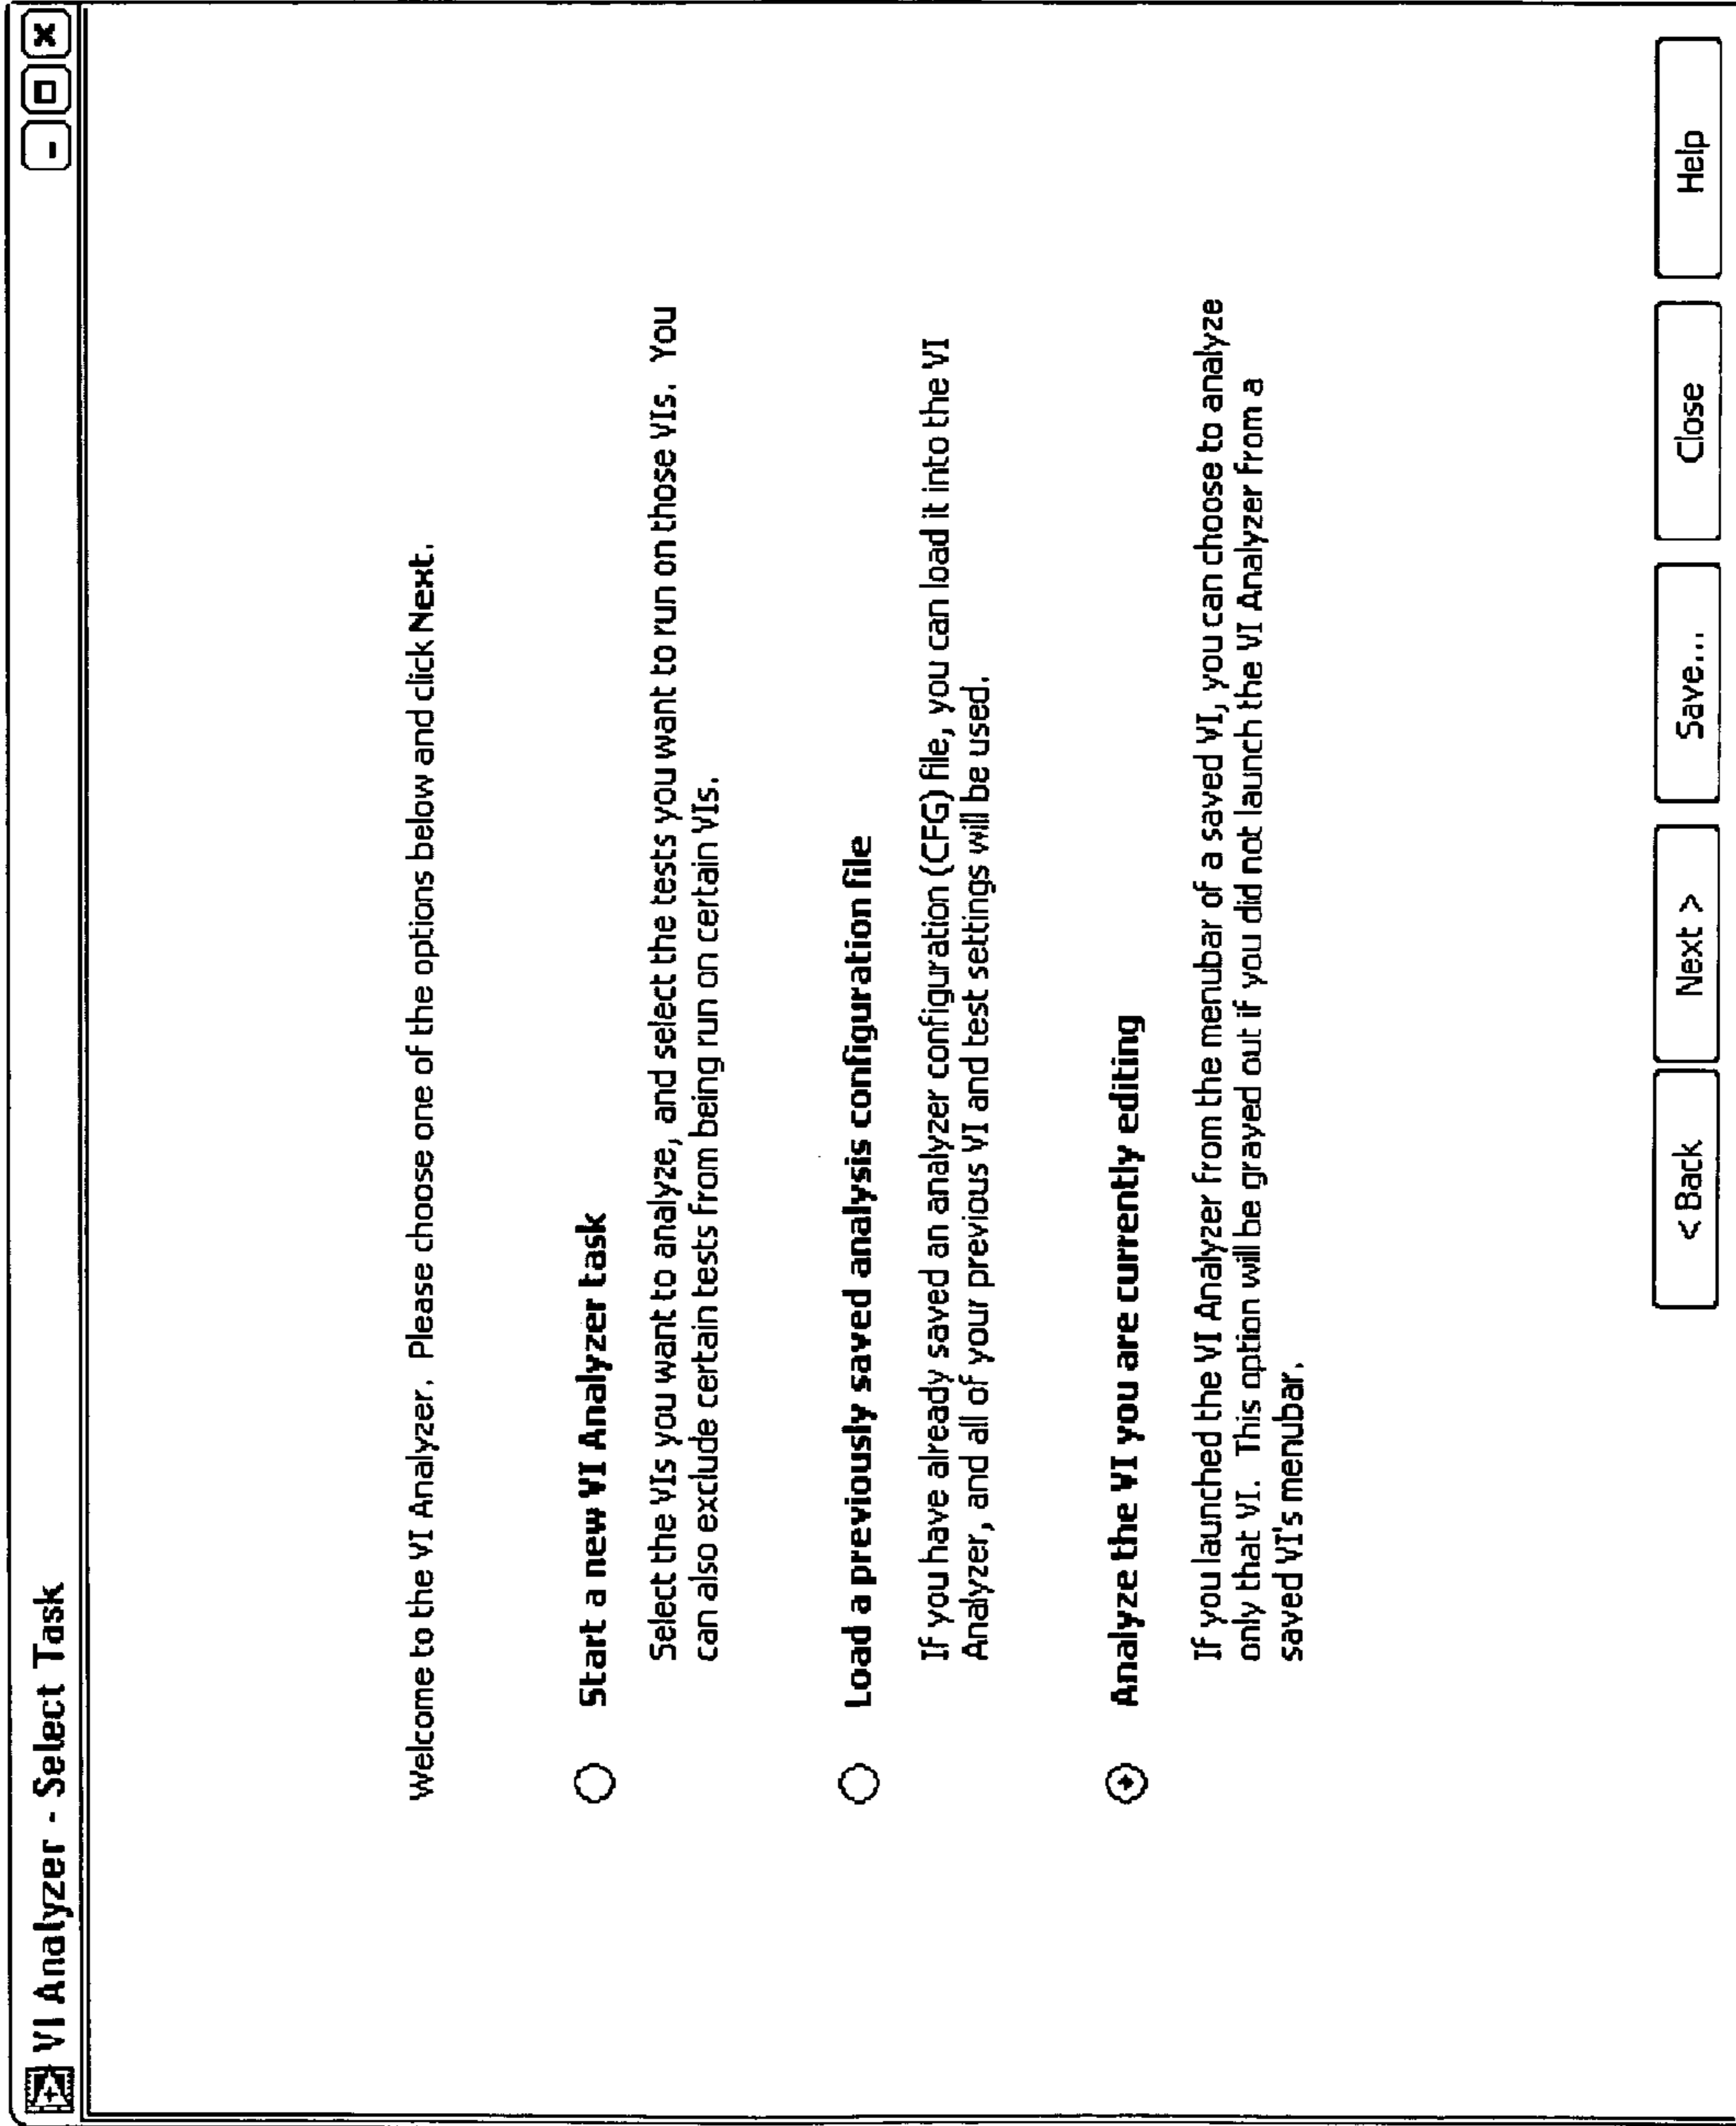 VI Analyzer - Select Task
Welcome to the VI Analyzer. Please choose one of the options below and click Next.
Start a new VI Analyzer task
Select the VIs you want to analyze, and select the tests you want to run on those VIs. You
can also exclude certain tests from being run on certain VIs.
Load a previously saved analysis configuration file
If you have already saved an analyzer configuration (CFG) file, you can load it into the VI
Analyzer, and all of your previous VI and test settings will be used.
Analyze the VI you are currently editing
If you launched the VI Analyzer from the menubar of a saved VI, you can choose to analyze
only that VI. This option will be grayed out if you did not launch the VI Analyzer from a
saved VI's menubar.
< Back Next > Save... Close Help